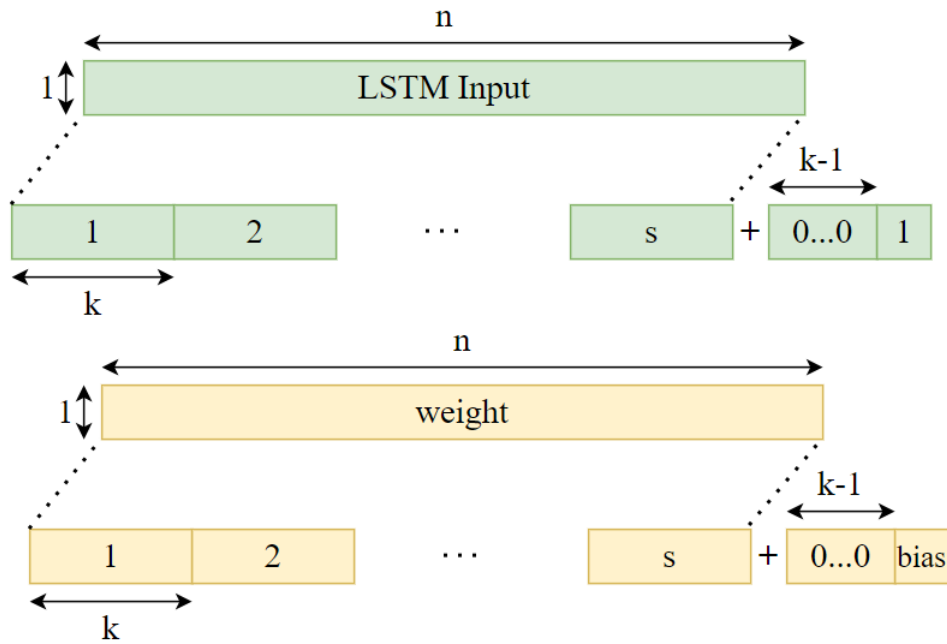 n
1
LSTM Input
k-1
1 2 ... s + 0...0 1
k
n
1
weight
k-1
1 2 ... s + 0...0 bias
k